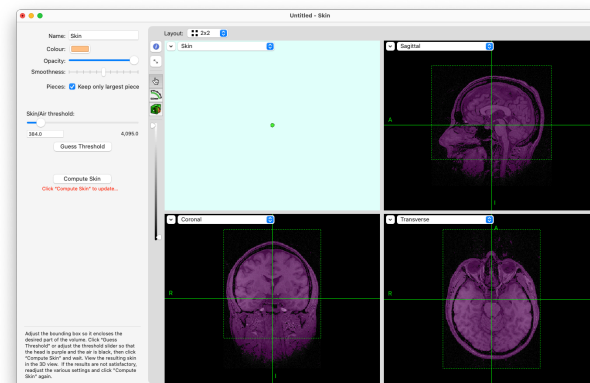 Untitled - Skin
Name: Skin
Colour:
Opacity:
Smoothness:
Pieces: Keep only largest piece
Skin/Air threshold:
384.0 4,095.0
Guess Threshold
Compute Skin
Click "Compute Skin" to update...
Adjust the bounding box so it encloses the
desired part of the volume. Click "Guess
Threshold" or adjust the threshold slider so that
the head is purple and the air is black, then click
"Compute Skin" and wait. View the resulting skin
in the 3D view. If the results are not satisfactory,
readjust the various settings and click "Compute
Skin" again.
Layout: 2x2
Skin
Sagittal
A
I
Coronal
R
I
Transverse
A
R